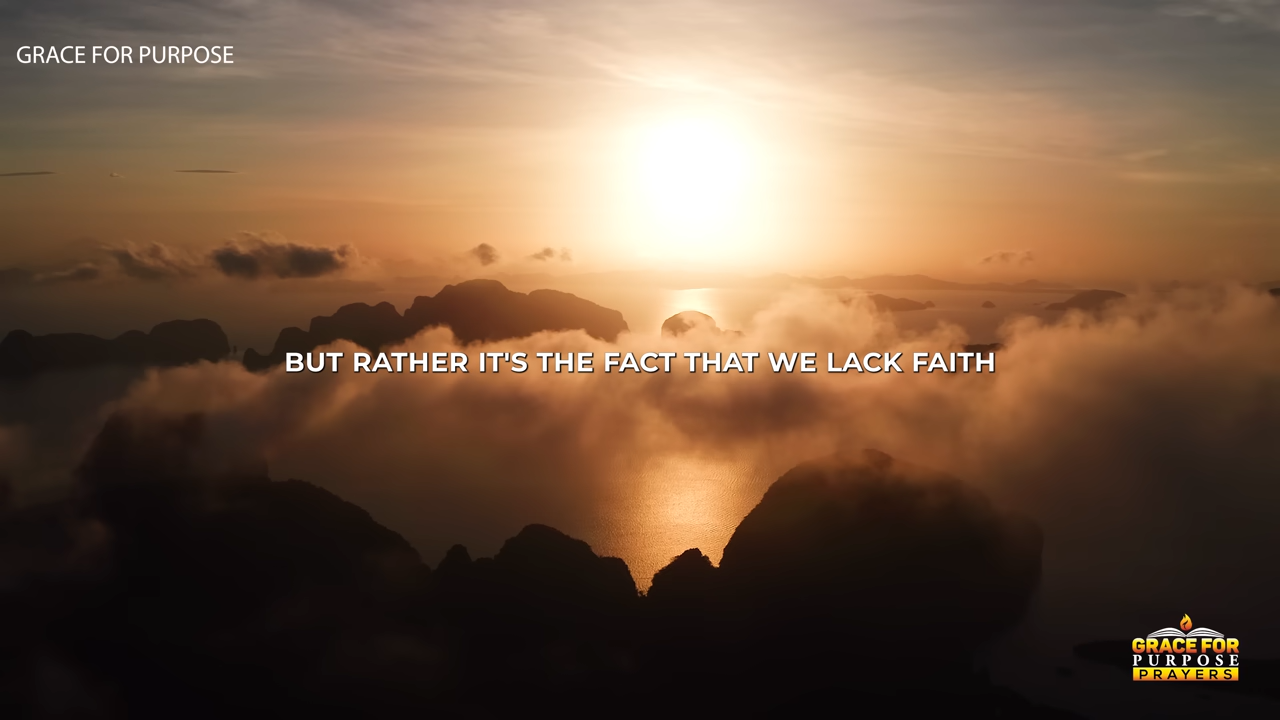 GRACE FOR PURPOSE
BUT RATHER IT'S THE FACT THAT WE LACK FAITH
GRACE FOR
PURPOSE
PRAYERS